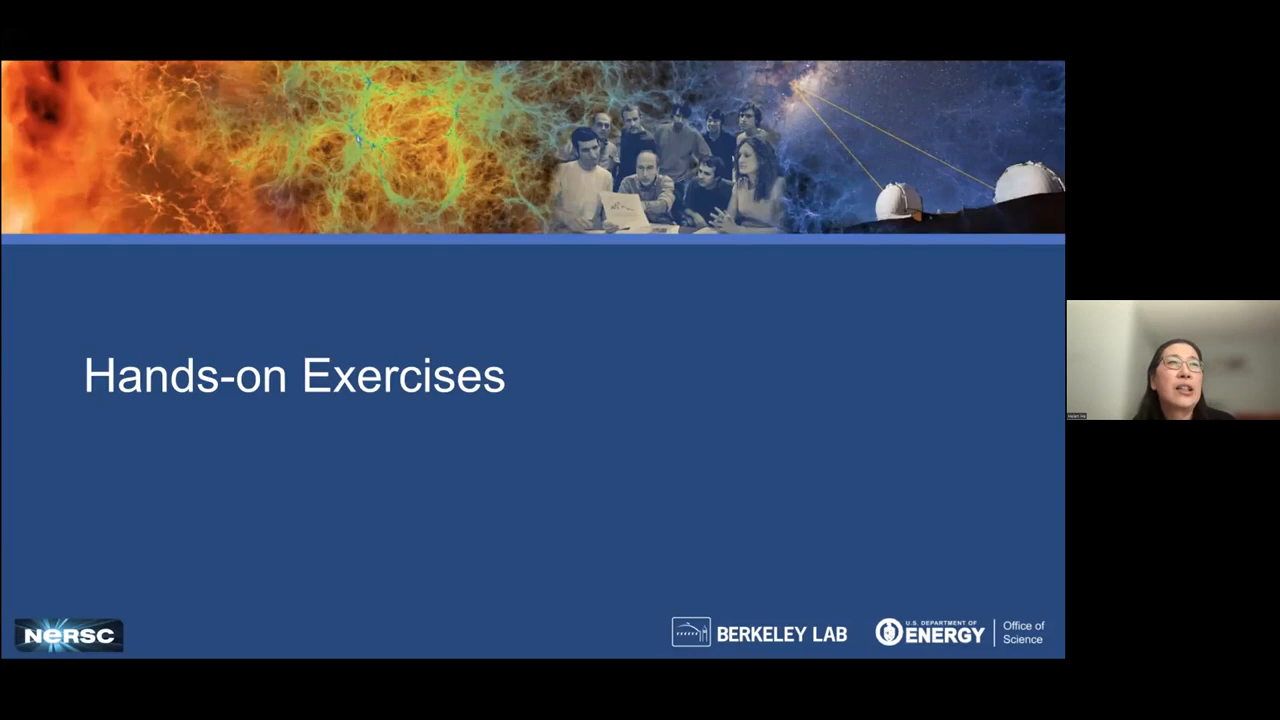 Hands-on Exercises
NERSC
BERKELEY LAB
U.S. DEPARTMENT OF
ENERGY
Office of
Science